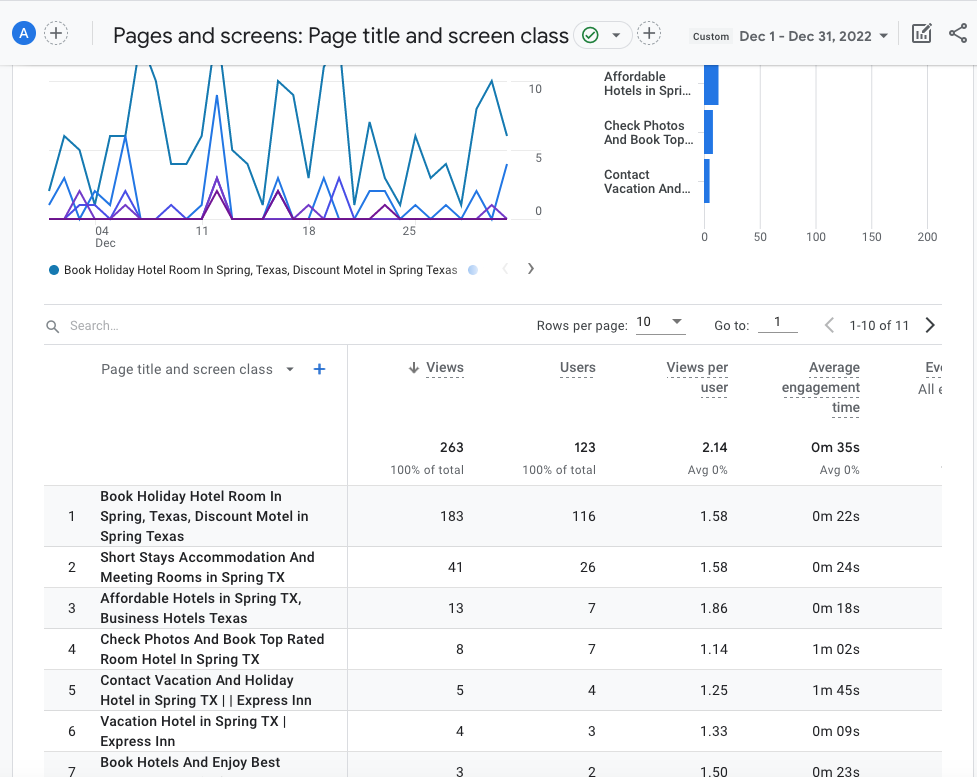 A
Pages and screens: Page title and screen class
Custom Dec 1 - Dec 31, 2022
10
5
0
04
Dec
11
18
25
Book Holiday Hotel Room In Spring, Texas, Discount Motel in Spring Texas
Affordable
Hotels in Spri...
Check Photos
And Book Top...
Contact
Vacation And...
0 50 100 150 200
Search...
Rows per page: 10 Go to: 1 1-10 of 11
Page title and screen class
Views
Users
Views per
user
Average
engagement
time
Eve
All e
263 123 2.14 0m 35s
100% of total 100% of total Avg 0% Avg 0%
1 Book Holiday Hotel Room In
Spring, Texas, Discount Motel in
Spring Texas
183 116 1.58 0m 22s
2 Short Stays Accommodation And
Meeting Rooms in Spring TX
41 26 1.58 0m 24s
3 Affordable Hotels in Spring TX,
Business Hotels Texas
13 7 1.86 0m 18s
4 Check Photos And Book Top Rated
Room Hotel In Spring TX
8 7 1.14 1m 02s
5 Contact Vacation And Holiday
Hotel in Spring TX | | Express Inn
5 4 1.25 1m 45s
6 Vacation Hotel in Spring TX |
Express Inn
4 3 1.33 0m 09s
7 Book Hotels And Enjoy Best
3 2 1.50 0m 23s